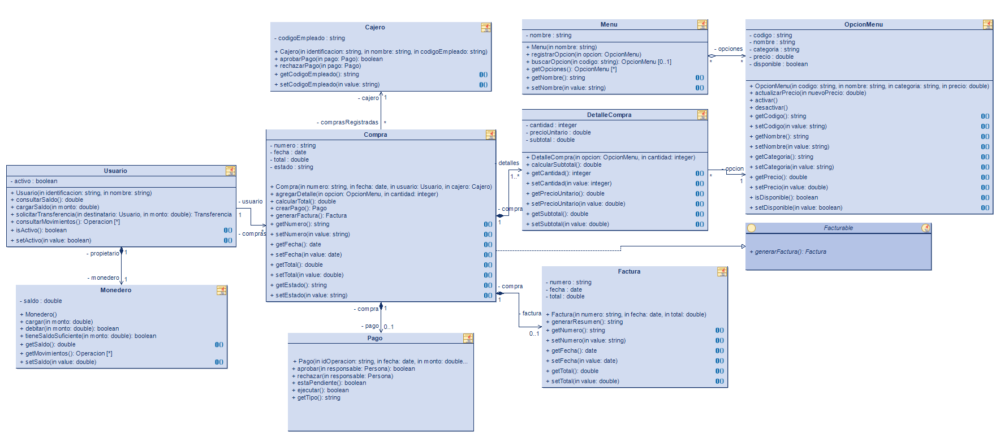 Cajero
- codigoEmpleado : string
+ Cajero(in identificacion: string, in nombre: string, in codigoEmpleado: string)
+ aprobarPago(in pago: Pago): boolean
+ rechazarPago(in pago: Pago)
+ getCodigoEmpleado(): string
+ setCodigoEmpleado(in value: string)
- cajero
1
- comprasRegistradas
*
Menu
- nombre : string
+ Menu(in nombre: string)
+ registrarOpcion(in opcion: OpcionMenu)
+ buscarOpcion(in codigo: string): OpcionMenu [0..1]
+ getOpciones(): OpcionMenu [*]
+ getNombre(): string
+ setNombre(in value: string)
- opciones
*
*
OpcionMenu
- codigo : string
- nombre : string
- categoria : string
- precio : double
- disponible : boolean
+ OpcionMenu(in codigo: string, in nombre: string, in categoria: string, in precio: double)
+ actualizarPrecio(in nuevoPrecio: double)
+ activar()
+ desactivar()
+ getCodigo(): string
+ setCodigo(in value: string)
+ getNombre(): string
+ setNombre(in value: string)
+ getCategoria(): string
+ setCategoria(in value: string)
+ getPrecio(): double
+ setPrecio(in value: double)
+ isDisponible(): boolean
+ setDisponible(in value: boolean)
DetalleCompra
- cantidad : integer
- precioUnitario : double
- subtotal : double
+ DetalleCompra(in opcion: OpcionMenu, in cantidad: integer)
+ calcularSubtotal(): double
+ getCantidad(): integer
+ setCantidad(in value: integer)
+ getPrecioUnitario(): double
+ setPrecioUnitario(in value: double)
+ getSubtotal(): double
+ setSubtotal(in value: double)
- opcion
*
1
Compra
- numero : string
- fecha : date
- total : double
- estado : string
+ Compra(in numero: string, in fecha: date, in usuario: Usuario, in cajero: Cajero)
+ agregarDetalle(in opcion: OpcionMenu, in cantidad: integer)
+ calcularTotal(): double
+ crearPago(): Pago
+ generarFactura(): Factura
+ getNumero(): string
+ setNumero(in value: string)
+ getFecha(): date
+ setFecha(in value: date)
+ getTotal(): double
+ setTotal(in value: double)
+ getEstado(): string
+ setEstado(in value: string)
- detalles
1..*
- compra
1
Usuario
- activo : boolean
+ Usuario(in identificacion: string, in nombre: string)
+ consultarSaldo(): double
+ cargarSaldo(in monto: double)
+ solicitarTransferencia(in destinatario: Usuario, in monto: double): Transferencia
+ consultarMovimientos(): Operacion [*]
+ isActivo(): boolean
+ setActivo(in value: boolean)
- usuario
1
*
- compras
- propietario
1
- monedero
1
Monedero
- saldo : double
+ Monedero()
+ cargar(in monto: double)
+ debitar(in monto: double): boolean
+ tieneSaldoSuficiente(in monto: double): boolean
+ getSaldo(): double
+ getMovimientos(): Operacion [*]
+ setSaldo(in value: double)
Facturable
+ generarFactura(): Factura
- compra
1
- factura
0..1
Factura
- numero : string
- fecha : date
- total : double
+ Factura(in numero: string, in fecha: date, in total: double)
+ generarResumen(): string
+ getNumero(): string
+ setNumero(in value: string)
+ getFecha(): date
+ setFecha(in value: date)
+ getTotal(): double
+ setTotal(in value: double)
- compra
1
- pago
0..1
Pago
+ Pago(in idOperacion: string, in fecha: date, in monto: double...
+ aprobar(in responsable: Persona): boolean
+ rechazar(in responsable: Persona)
+ estaPendiente(): boolean
+ ejecutar(): boolean
+ getTipo(): string